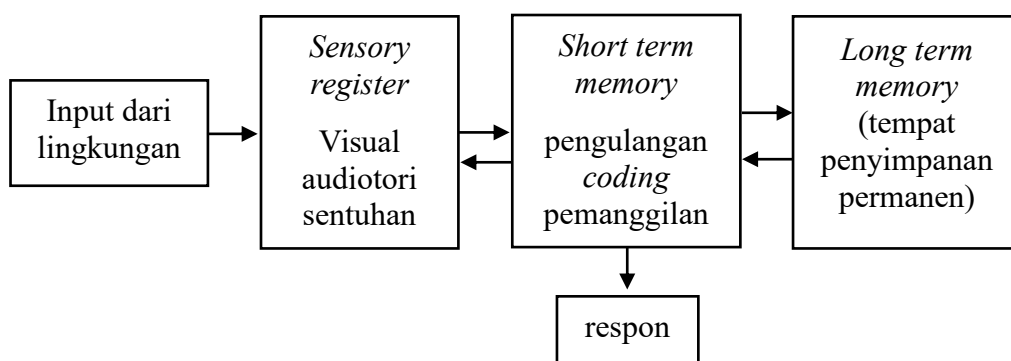 Input dari
lingkungan
Sensory
register
Visual
audiotori
sentuhan
Short term
memory
pengulangan
coding
pemanggilan
Long term
memory
(tempat
penyimpanan
permanen)
respon